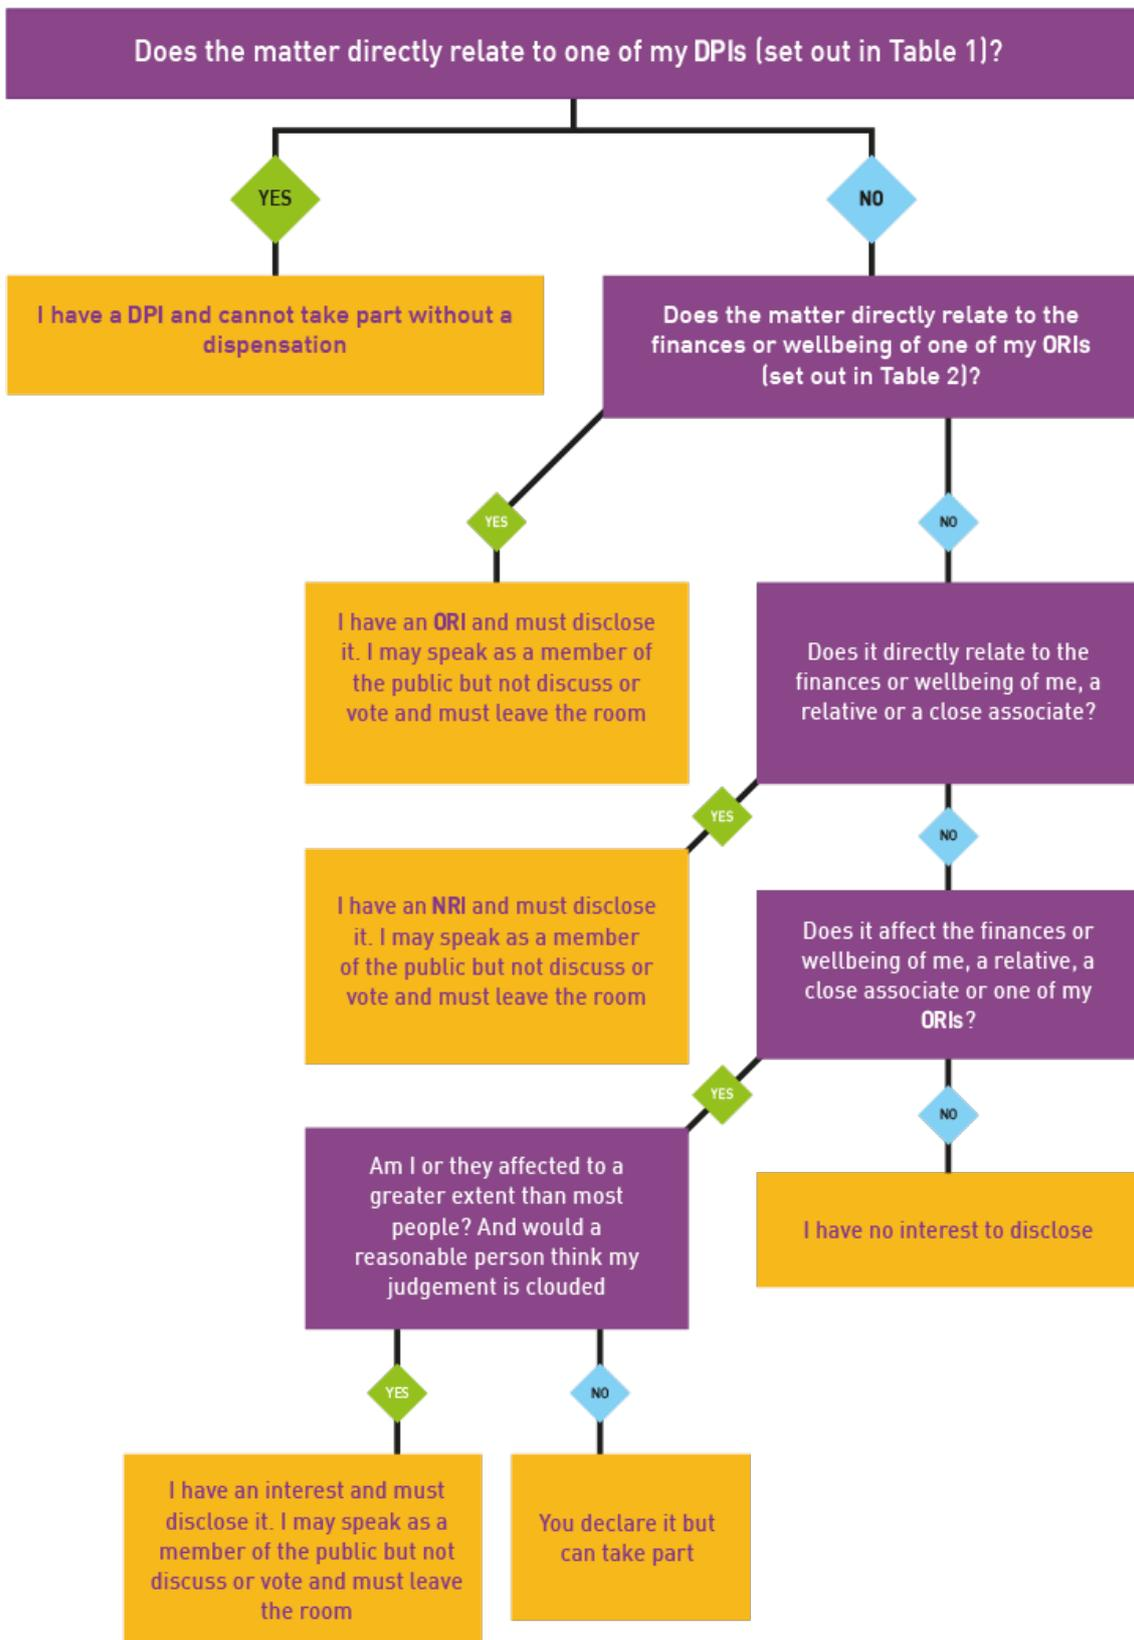 Does the matter directly relate to one of my DPIs (set out in Table 1)?
YES
NO
I have a DPI and cannot take part without a
dispensation
Does the matter directly relate to the
finances or wellbeing of one of my ORIs
(set out in Table 2)?
YES
NO
I have an ORI and must disclose
it. I may speak as a member of
the public but not discuss or
vote and must leave the room
Does it directly relate to the
finances or wellbeing of me, a
relative or a close associate?
YES
NO
I have an NRI and must disclose
it. I may speak as a member
of the public but not discuss or
vote and must leave the room
Does it affect the finances or
wellbeing of me, a relative, a
close associate or one of my
ORIs?
YES
NO
Am I or they affected to a
greater extent than most
people? And would a
reasonable person think my
judgement is clouded
I have no interest to disclose
YES
NO
I have an interest and must
disclose it. I may speak as a
member of the public but not
discuss or vote and must leave
the room
You declare it but
can take part